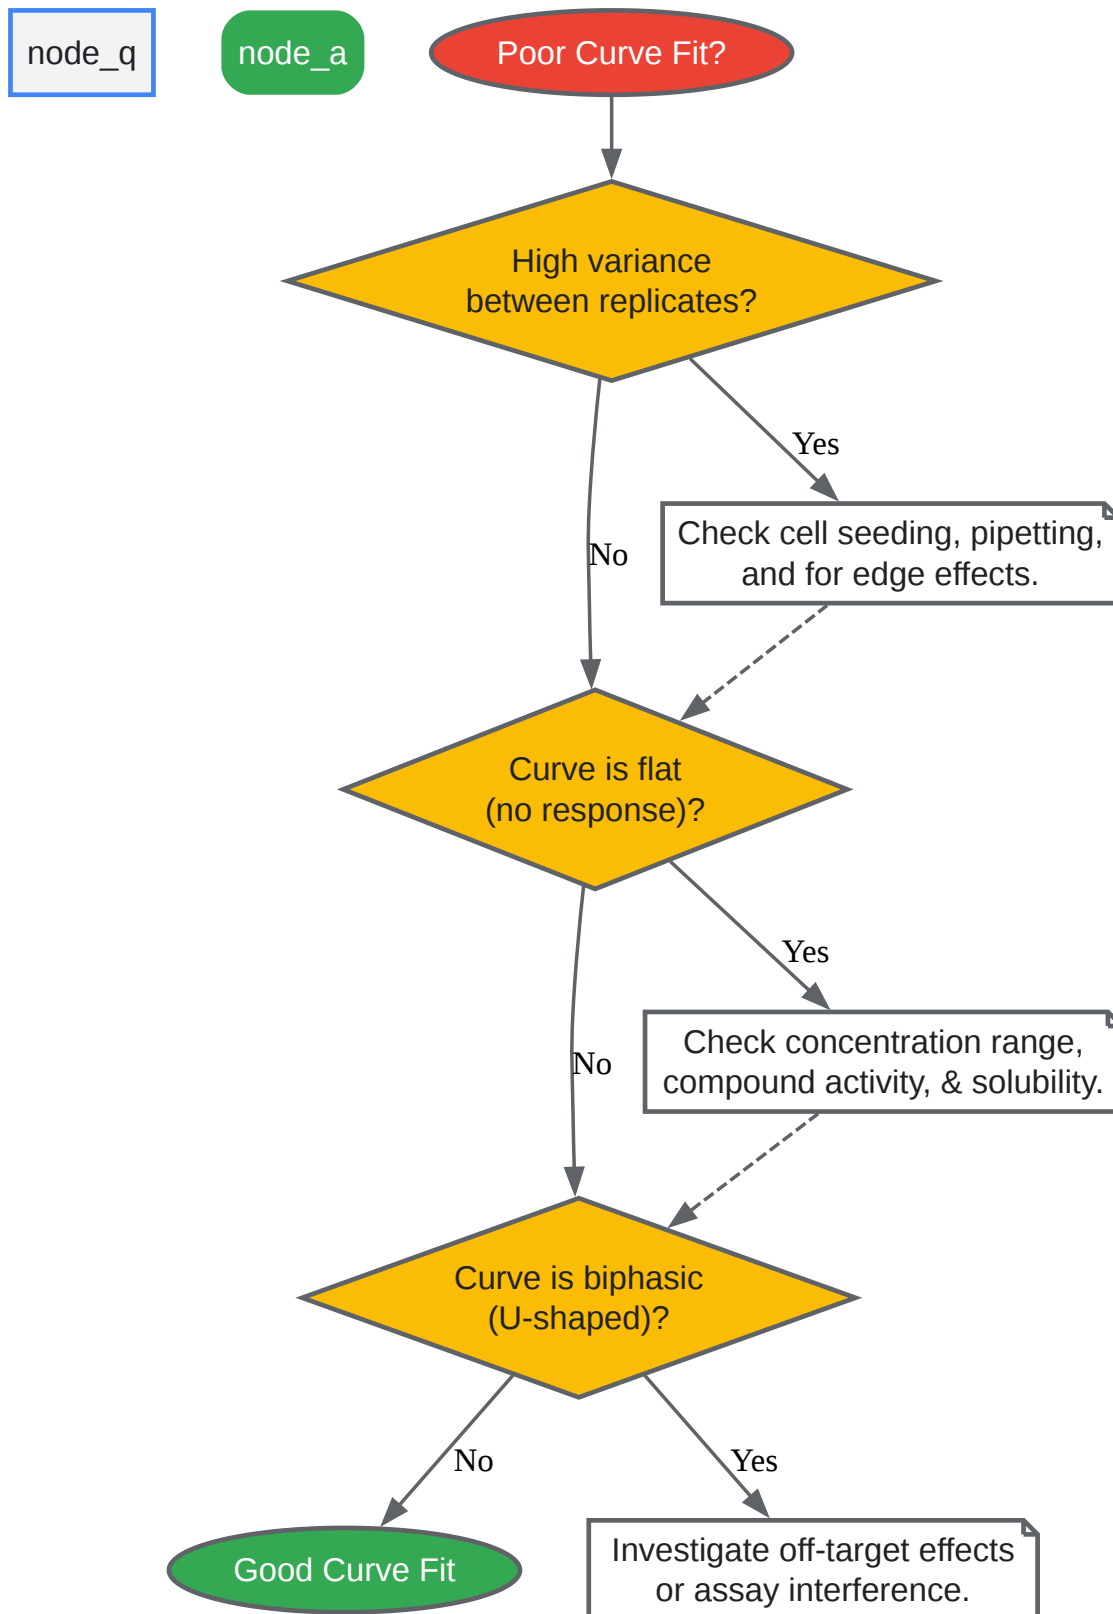 node_q
node_a
Poor Curve Fit?
High variance
between replicates?
Yes
No
Check cell seeding, pipetting,
and for edge effects.
Curve is flat
(no response)?
Yes
No
Check concentration range,
compound activity, & solubility.
Curve is biphasic
(U-shaped)?
No
Yes
Good Curve Fit
Investigate off-target effects
or assay interference.